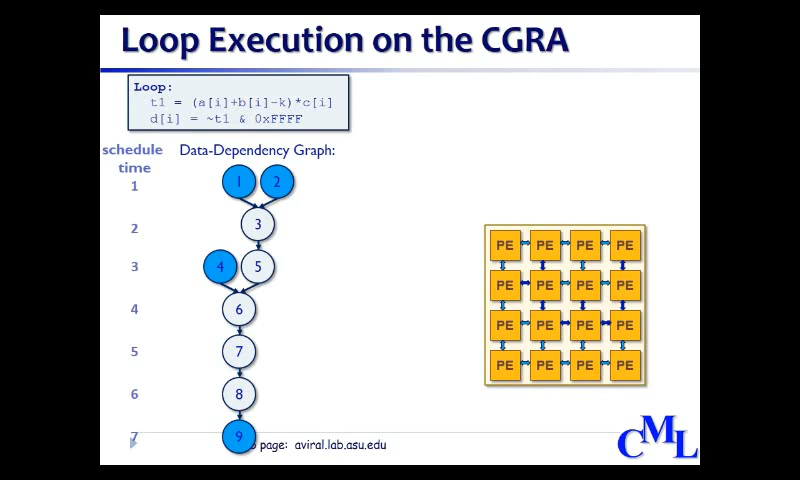 Loop Execution on the CGRA
Loop:
t1 = (a[i]+b[i]-k)*c[i]
d[i] = ~t1 & 0xFFFF
schedule time
Data-Dependency Graph:
1
1 2
2
3
3
4 5
4
6
5
7
6
8
7
9
page: aviral.lab.asu.edu
PE PE PE PE
PE PE PE PE
PE PE PE PE
PE PE PE PE
CML